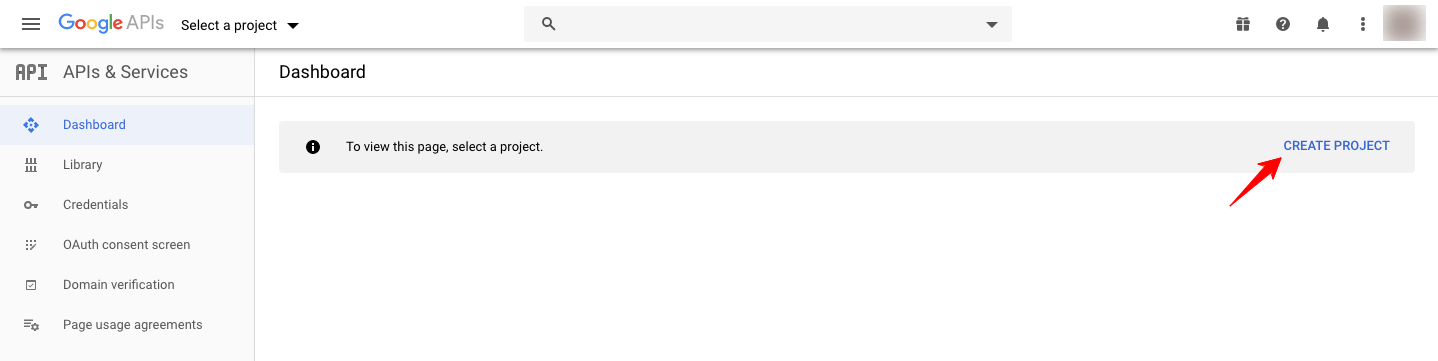 Google APIs Select a project
API APIs & Services
Dashboard
Dashboard
Library
Credentials
OAuth consent screen
Domain verification
Page usage agreements
To view this page, select a project.
CREATE PROJECT